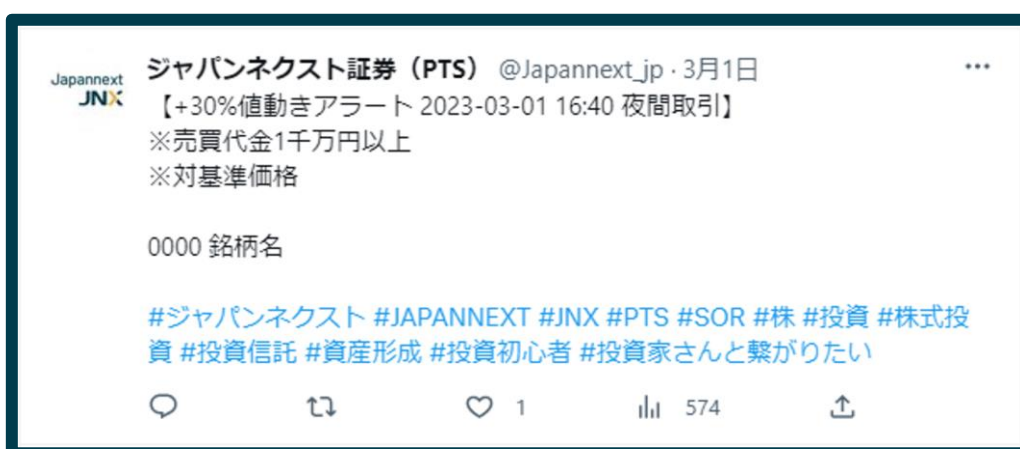 Japannext
JNX
ジャパンネクスト証券（PTS） @Japannext_jp · 3月1日
【+30%値動きアラート 2023-03-01 16:40 夜間取引】
※売買代金1千万円以上
※対基準価格
0000 銘柄名
#ジャパンネクスト #JAPANNEXT #JNX #PTS #SOR #株 #投資 #株式投
資 #投資信託 #資産形成 #投資初心者 #投資家さんと繋がりたい
1 574